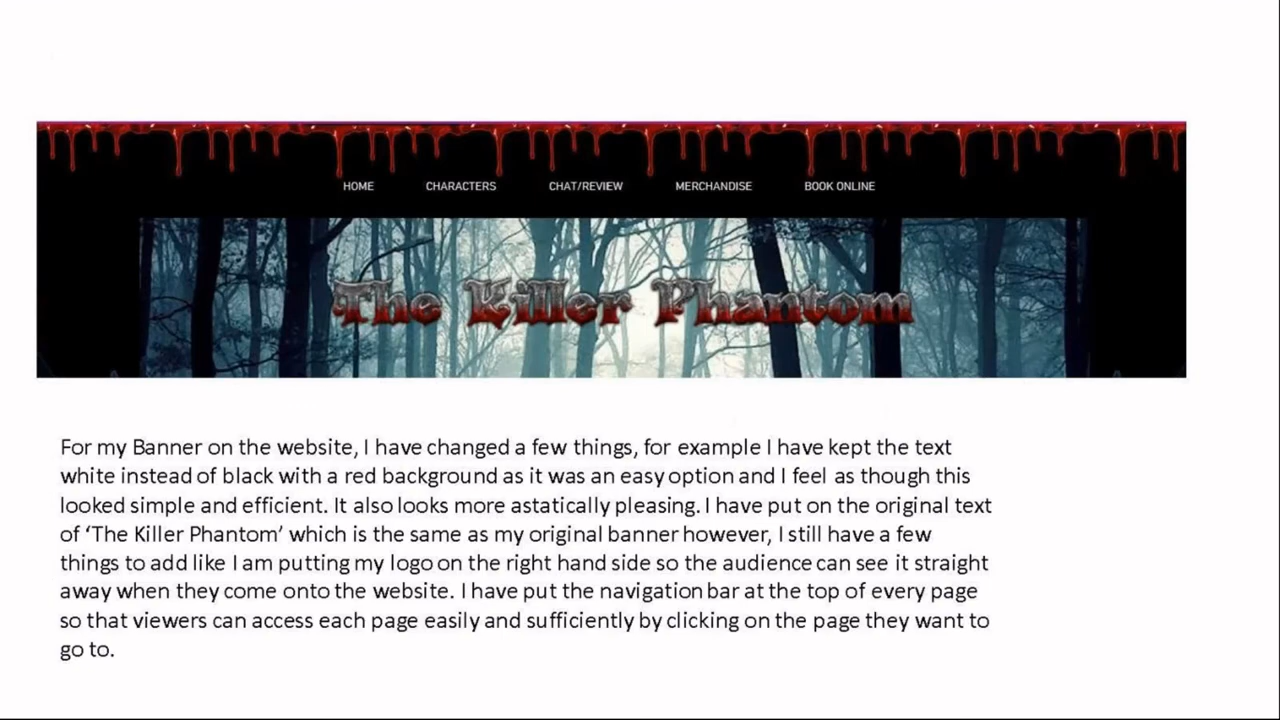 HOME CHARACTERS CHAT/REVIEW MERCHANDISE BOOK ONLINE
The Killer Phantom
For my Banner on the website, I have changed a few things, for example I have kept the text
white instead of black with a red background as it was an easy option and I feel as though this
looked simple and efficient. It also looks more astatically pleasing. I have put on the original text
of ‘The Killer Phantom’ which is the same as my original banner however, I still have a few
things to add like I am putting my logo on the right hand side so the audience can see it straight
away when they come onto the website. I have put the navigation bar at the top of every page
so that viewers can access each page easily and sufficiently by clicking on the page they want to
go to.